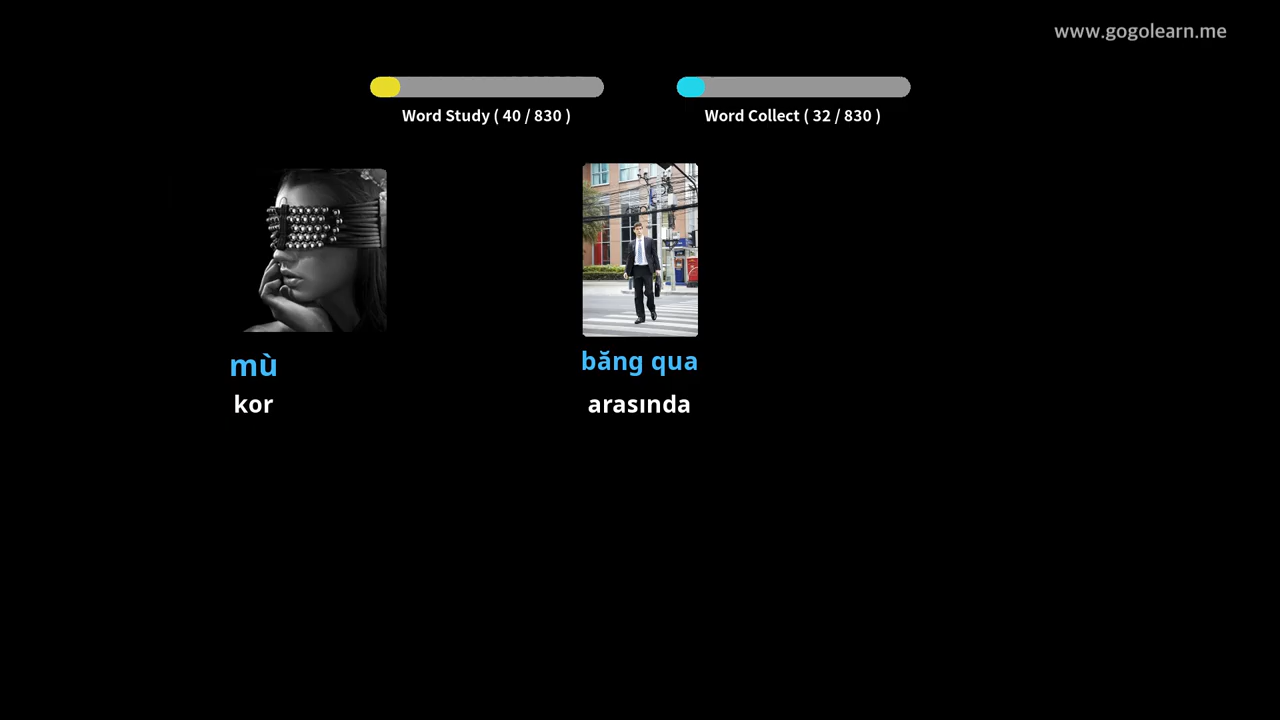 www.gogolearn.me
Word Study ( 40 / 830 )
Word Collect ( 32 / 830 )
mù
kor
băng qua
arasında